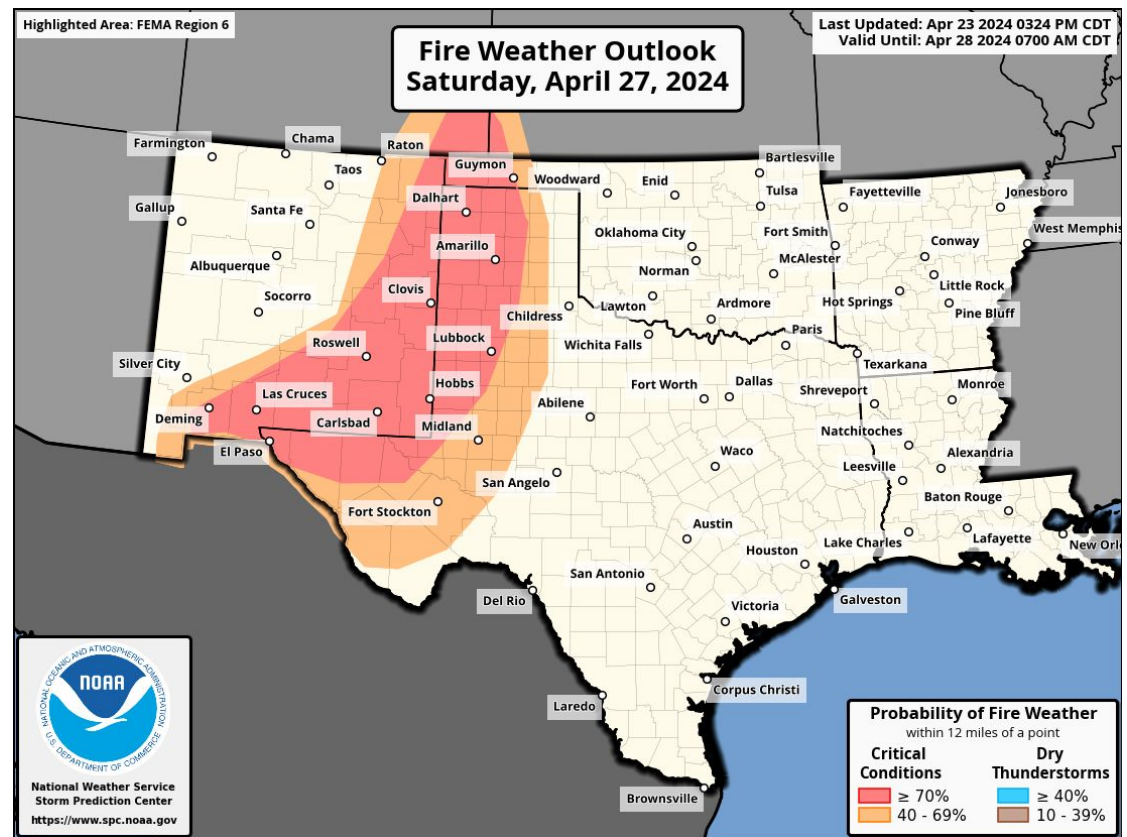 Highlighted Area: FEMA Region 6
Last Updated: Apr 23 2024 0324 PM CDT
Valid Until: Apr 28 2024 0700 AM CDT
Fire Weather Outlook
Saturday, April 27, 2024
Farmington
Chama
Raton
Taos
Guymon
Woodward
Enid
Bartlesville
Tulsa
Fayetteville
Jonesboro
Gallup
Santa Fe
Dalhart
Oklahoma City
Fort Smith
West Memphis
Amarillo
Conway
Albuquerque
Norman
McAlester
Little Rock
Socorro
Clovis
Childress
Lawton
Ardmore
Hot Springs
Pine Bluff
Roswell
Lubbock
Wichita Falls
Paris
Silver City
Texarkana
Las Cruces
Hobbs
Fort Worth
Dallas
Shreveport
Monroe
Deming
Carlsbad
Midland
Abilene
Natchitoches
El Paso
Waco
Alexandria
San Angelo
Leesville
Fort Stockton
Baton Rouge
Austin
Lake Charles
Lafayette
New Orl
Houston
San Antonio
Del Rio
Victoria
Galveston
Corpus Christi
Laredo
Brownsville
NATIONAL OCEANIC AND ATMOSPHERIC ADMINISTRATION
NOAA
U.S. DEPARTMENT OF COMMERCE
National Weather Service
Storm Prediction Center
https://www.spc.noaa.gov
Probability of Fire Weather
within 12 miles of a point
Critical Conditions
≥ 70%
40 - 69%
Dry Thunderstorms
≥ 40%
10 - 39%